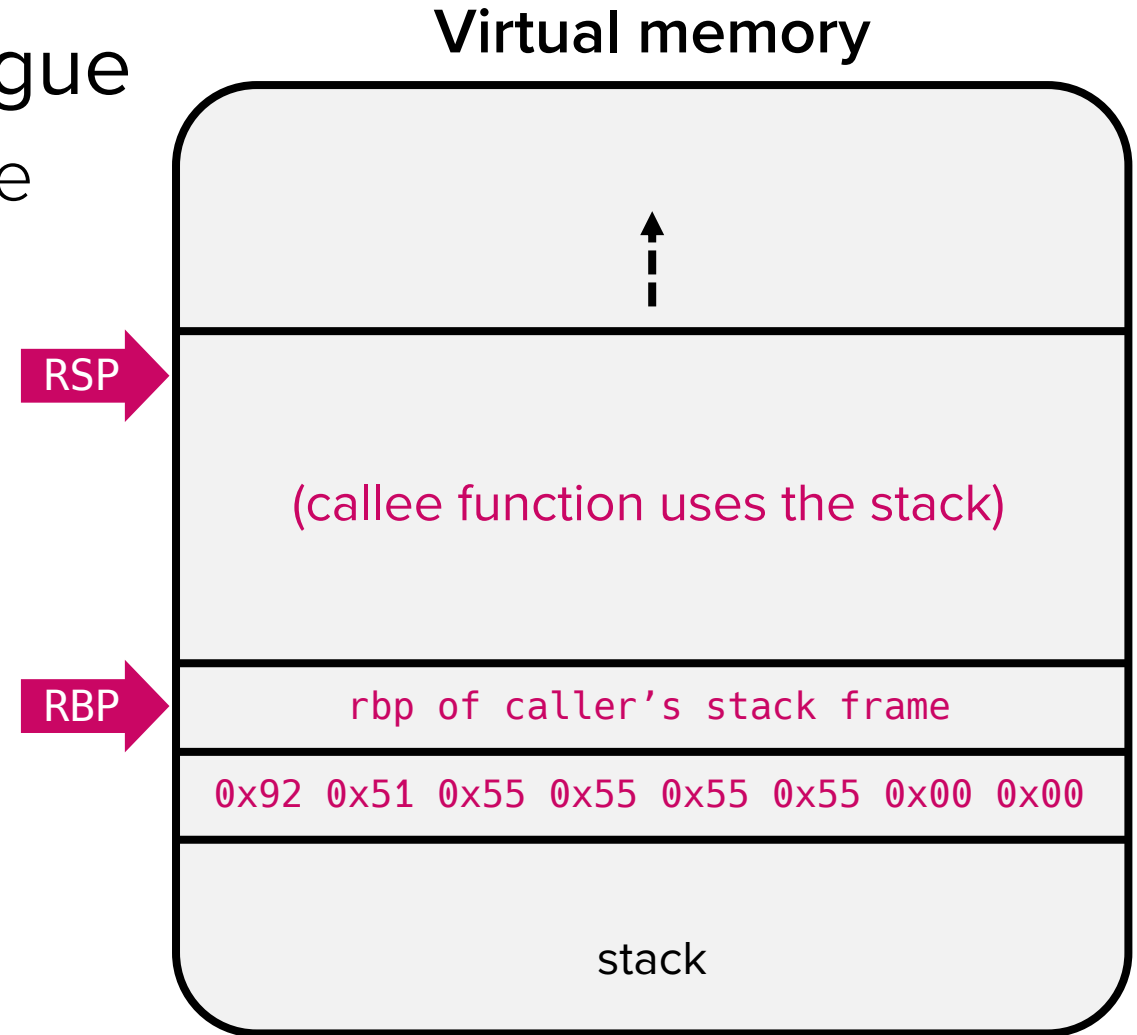 Virtual memory
gue
e
RSP
(callee function uses the stack)
RBP
rbp of caller’s stack frame
0x92 0x51 0x55 0x55 0x55 0x55 0x00 0x00
stack